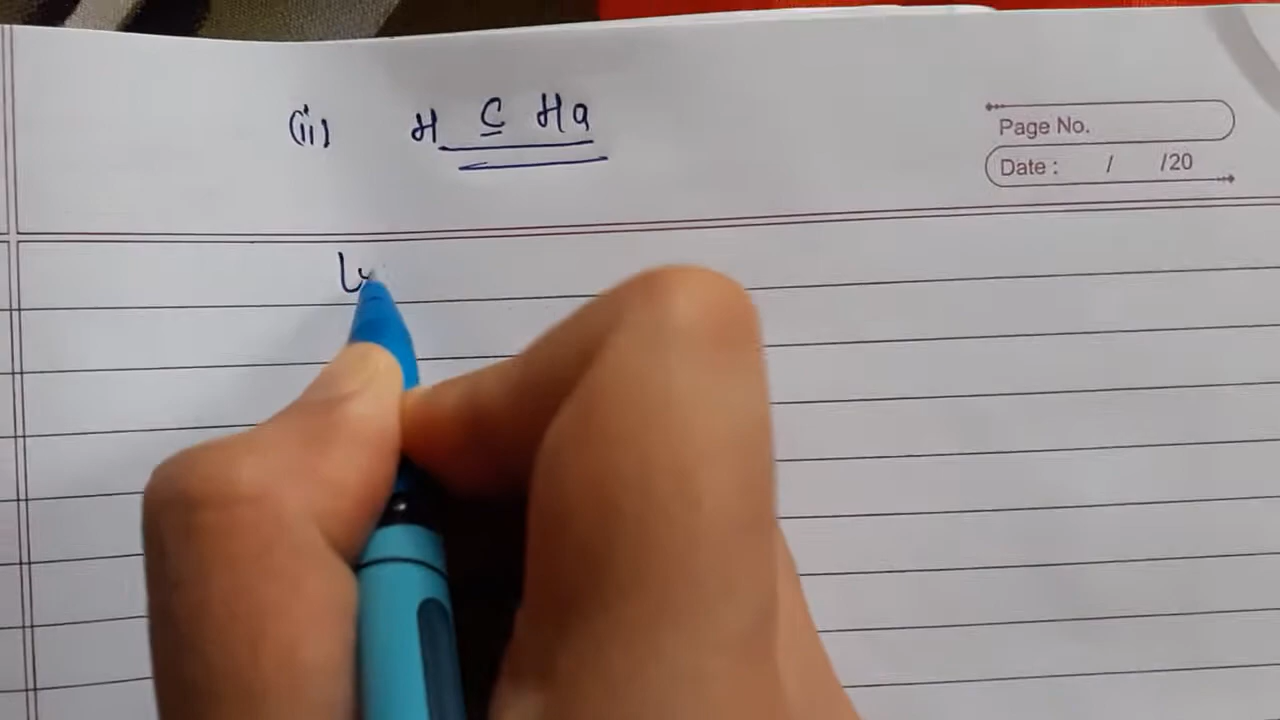 (ii) H ⊆ Ha
Page No.
Date : / /20